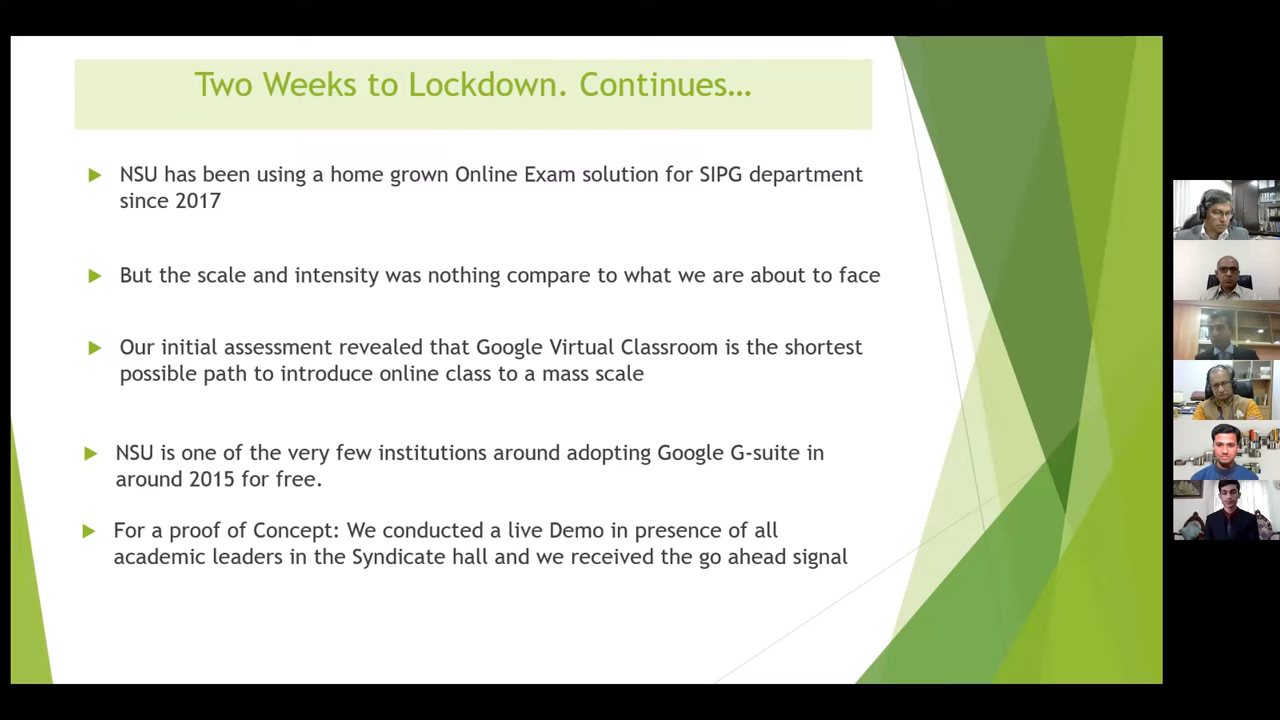 Two Weeks to Lockdown. Continues…
NSU has been using a home grown Online Exam solution for SIPG department
since 2017
But the scale and intensity was nothing compare to what we are about to face
Our initial assessment revealed that Google Virtual Classroom is the shortest
possible path to introduce online class to a mass scale
NSU is one of the very few institutions around adopting Google G-suite in
around 2015 for free.
For a proof of Concept: We conducted a live Demo in presence of all
academic leaders in the Syndicate hall and we received the go ahead signal